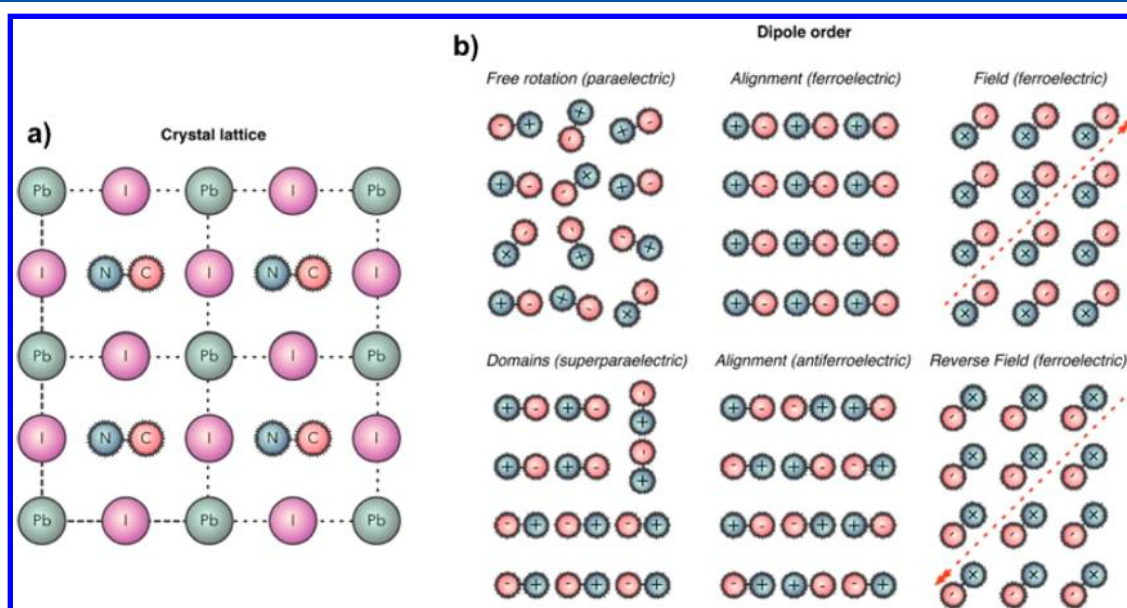 a)
Crystal lattice
Pb I Pb I Pb
I N C I N C I
Pb I Pb I Pb
I N C I N C I
Pb I Pb I Pb
b)
Dipole order
Free rotation (paraelectric)
Alignment (ferroelectric)
Field (ferroelectric)
- + + + -
+ - + - + -
+ - + - + -
+ - + - + -
+ - + - + -
Domains (superparaelectric)
Alignment (antiferroelectric)
Reverse Field (ferroelectric)
+ - + - - +
+ - + - - +
- + - + - +
- + - + - +
+ - - + + -
- + + - - +
+ - - + + -
- + + - - +